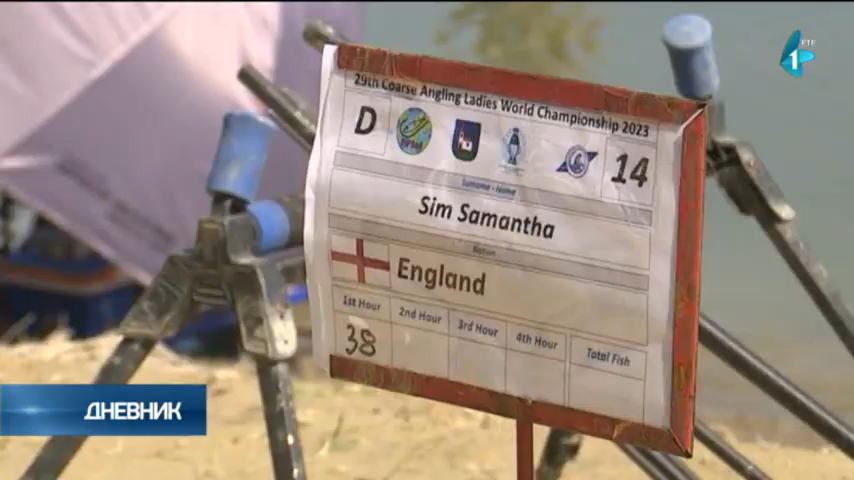 РТС
1
29th Coarse Angling Ladies World Championship 2023
D
14
Surname - Name
Sim Samantha
Nation
England
1st Hour 2nd Hour 3rd Hour 4th Hour Total Fish
38
ДНЕВНИК